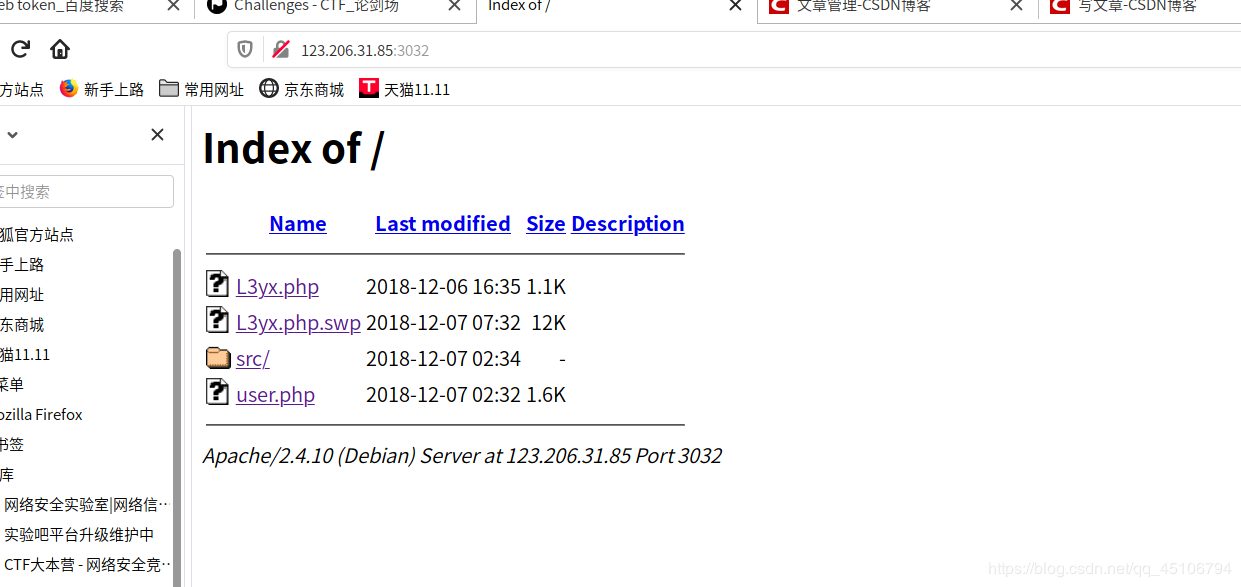 eb token_百度搜索
Challenges - CTF_论剑场
Index of /
文章管理-CSDN博客
写文章-CSDN博客
123.206.31.85:3032
方站点
新手上路
常用网址
京东商城
天猫11.11
签中搜索
狐官方站点
手上路
用网址
东商城
猫11.11
菜单
ozilla Firefox
书签
库
网络安全实验室|网络信…
实验吧平台升级维护中
CTF大本营 - 网络安全竞…
Index of /
Name Last modified Size Description
L3yx.php 2018-12-06 16:35 1.1K
L3yx.php.swp 2018-12-07 07:32 12K
src/ 2018-12-07 02:34 -
user.php 2018-12-07 02:32 1.6K
Apache/2.4.10 (Debian) Server at 123.206.31.85 Port 3032
https://blog.csdn.net/qq_45106794